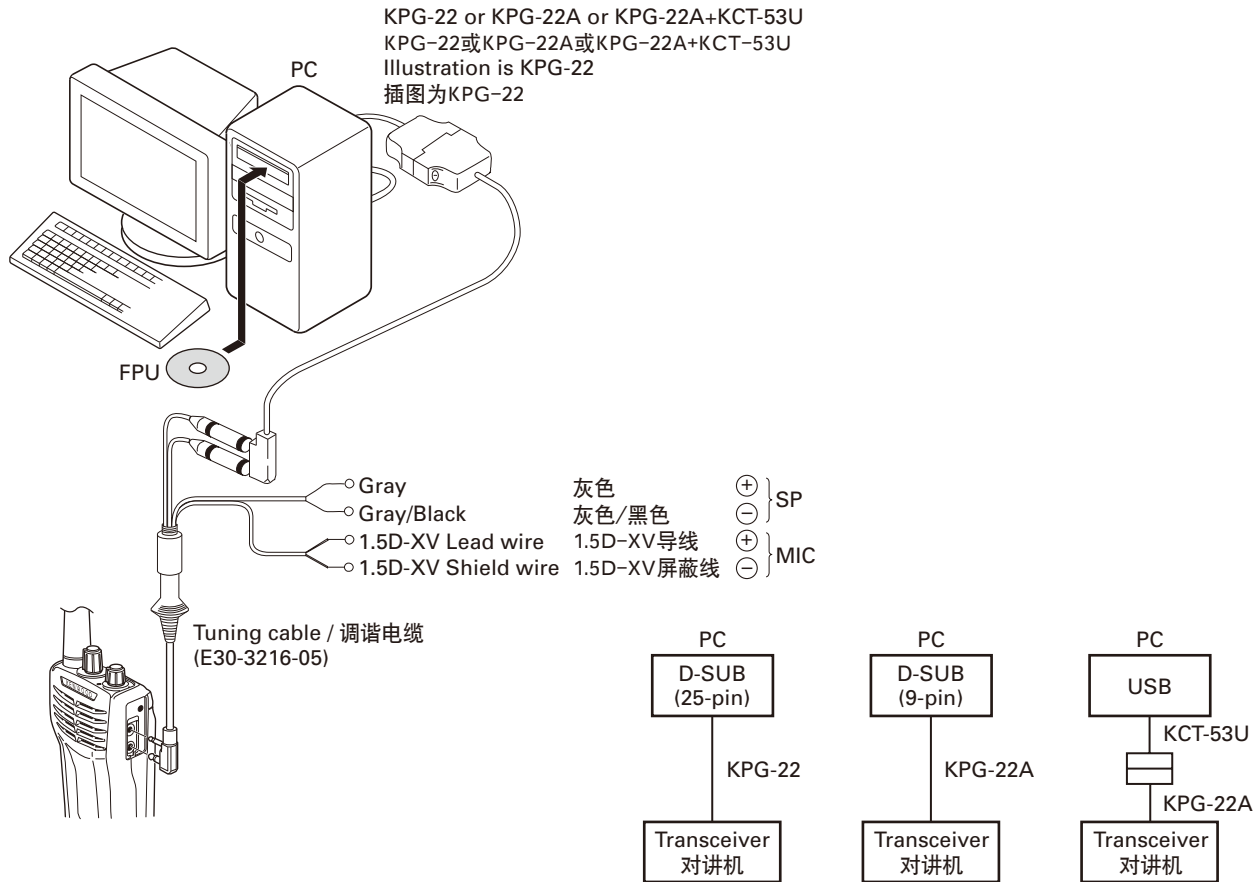 KPG-22 or KPG-22A or KPG-22A+KCT-53U
KPG-22或KPG-22A或KPG-22A+KCT-53U
Illustration is KPG-22
插图为KPG-22
PC
FPU
Gray 灰色 + SP
Gray/Black 灰色/黑色 −
1.5D-XV Lead wire 1.5D-XV导线 + MIC
1.5D-XV Shield wire 1.5D-XV屏蔽线 −
Tuning cable / 调谐电缆
(E30-3216-05)
KENWOOD
PC
D-SUB
(25-pin)
KPG-22
Transceiver
对讲机
PC
D-SUB
(9-pin)
KPG-22A
Transceiver
对讲机
PC
USB
KCT-53U
KPG-22A
Transceiver
对讲机